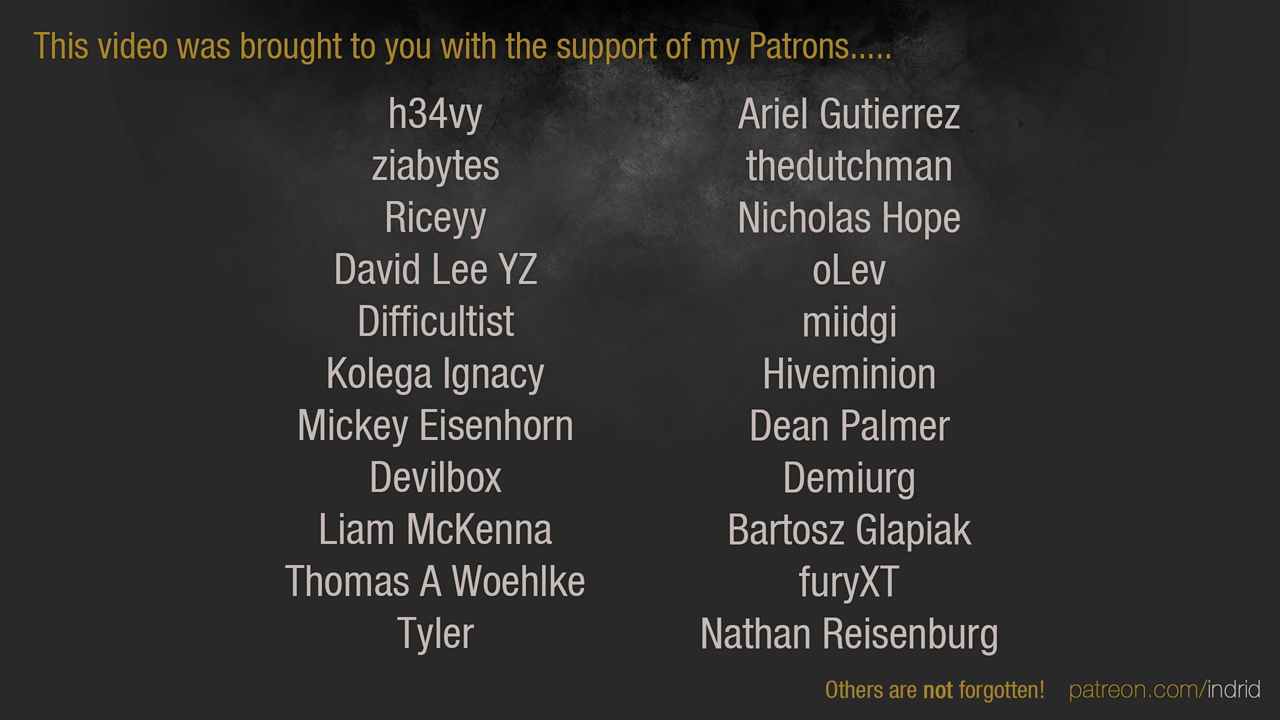 This video was brought to you with the support of my Patrons.....
h34vy
ziabytes
Riceyy
David Lee YZ
Difficultist
Kolega Ignacy
Mickey Eisenhorn
Devilbox
Liam McKenna
Thomas A Woehlke
Tyler
Ariel Gutierrez
thedutchman
Nicholas Hope
oLev
miidgi
Hiveminion
Dean Palmer
Demiurg
Bartosz Glapiak
furyXT
Nathan Reisenburg
Others are not forgotten! patreon.com/indrid